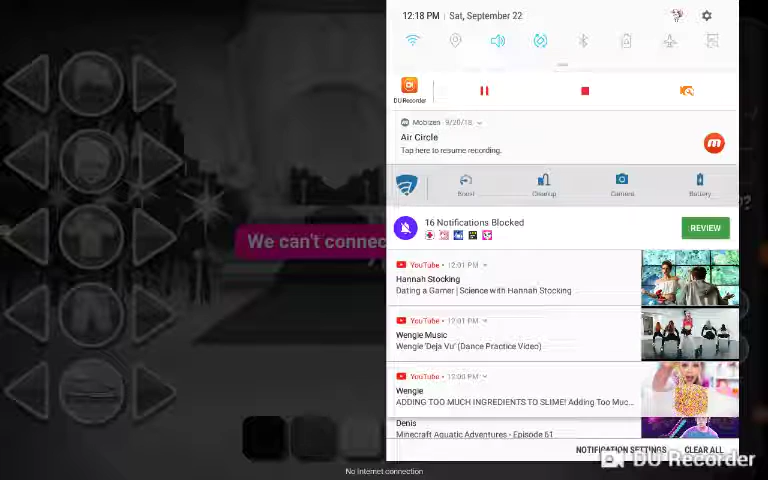 12:18 PM | Sat, September 22
DU Recorder
Mobizen • 9/20/18
Air Circle
Tap here to resume recording.
Boost
Cleanup
Camera
Battery
16 Notifications Blocked
REVIEW
We can't connec
YouTube • 12:01 PM
Hannah Stocking
Dating a Gamer | Science with Hannah Stocking
YouTube • 12:01 PM
Wengie Music
Wengie 'Deja Vu' (Dance Practice Video)
YouTube • 12:00 PM
Wengie
ADDING TOO MUCH INGREDIENTS TO SLIME! Adding Too Muc...
Denis
Minecraft Aquatic Adventures - Episode 61
NOTIFICATION SETTINGS
CLEAR ALL
DU Recorder
No Internet connection